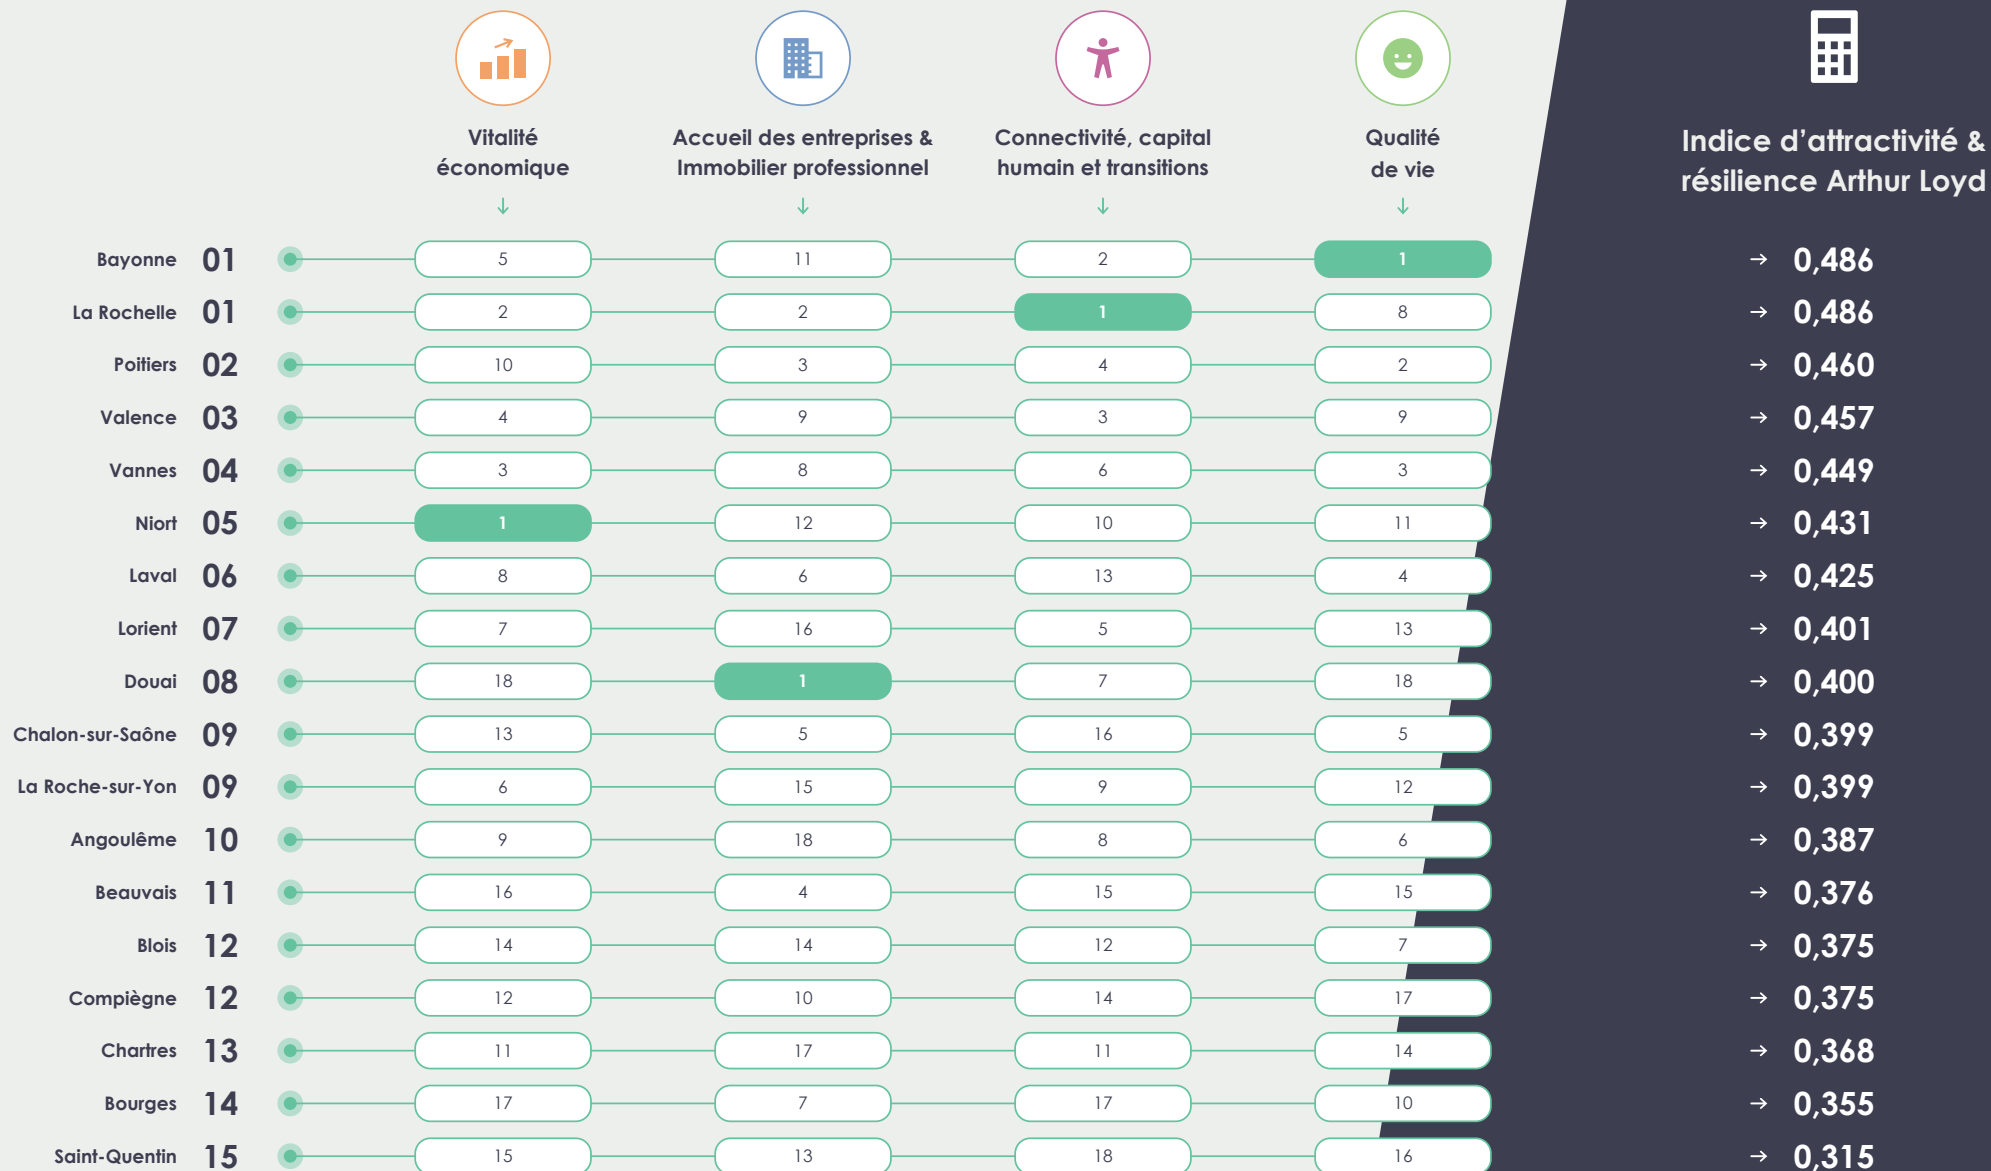 Vitalité
économique
Accueil des entreprises &
Immobilier professionnel
Connectivité, capital
humain et transitions
Qualité
de vie
Indice d’attractivité &
résilience Arthur Loyd
Bayonne 01 5 11 2 1 0,486
La Rochelle 01 2 2 1 8 0,486
Poitiers 02 10 3 4 2 0,460
Valence 03 4 9 3 9 0,457
Vannes 04 3 8 6 3 0,449
Niort 05 1 12 10 11 0,431
Laval 06 8 6 13 4 0,425
Lorient 07 7 16 5 13 0,401
Douai 08 18 1 7 18 0,400
Chalon-sur-Saône 09 13 5 16 5 0,399
La Roche-sur-Yon 09 6 15 9 12 0,399
Angoulême 10 9 18 8 6 0,387
Beauvais 11 16 4 15 15 0,376
Blois 12 14 14 12 7 0,375
Compiègne 12 12 10 14 17 0,375
Chartres 13 11 17 11 14 0,368
Bourges 14 17 7 17 10 0,355
Saint-Quentin 15 15 13 18 16 0,315